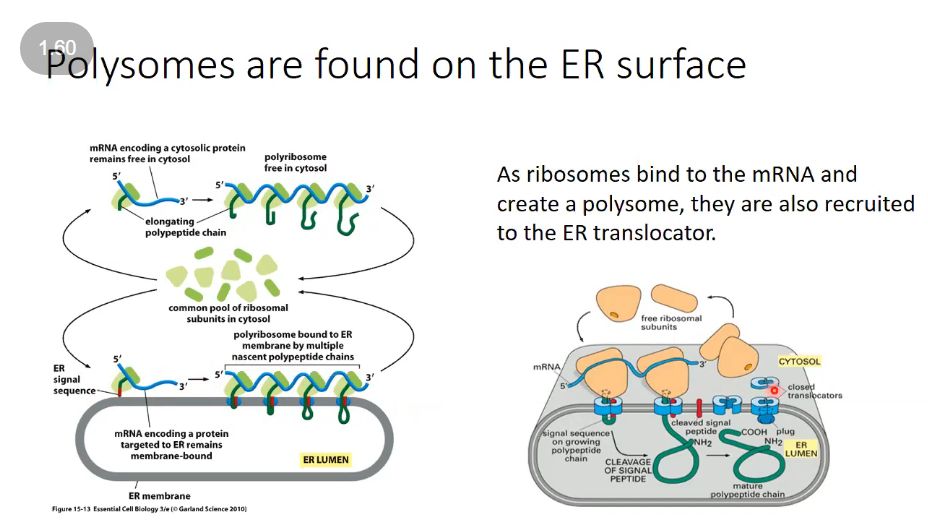 1.60
Polysomes are found on the ER surface
mRNA encoding a cytosolic protein
remains free in cytosol
5′
3′
elongating
polypeptide chain
polyribosome
free in cytosol
5′
3′
common pool of ribosomal
subunits in cytosol
polyribosome bound to ER
membrane by multiple
nascent polypeptide chains
ER
signal
sequence
5′
3′
5′
3′
mRNA encoding a protein
targeted to ER remains
membrane-bound
ER LUMEN
ER membrane
Figure 15-13 Essential Cell Biology 3/e (© Garland Science 2010)
As ribosomes bind to the mRNA and
create a polysome, they are also recruited
to the ER translocator.
free ribosomal
subunits
mRNA
5′
3′
CYTOSOL
closed
translocators
signal sequence
on growing
polypeptide
chain
cleaved signal
peptide
NH2
CLEAVAGE
OF SIGNAL
PEPTIDE
COOH
plug
NH2
ER
LUMEN
mature
polypeptide chain